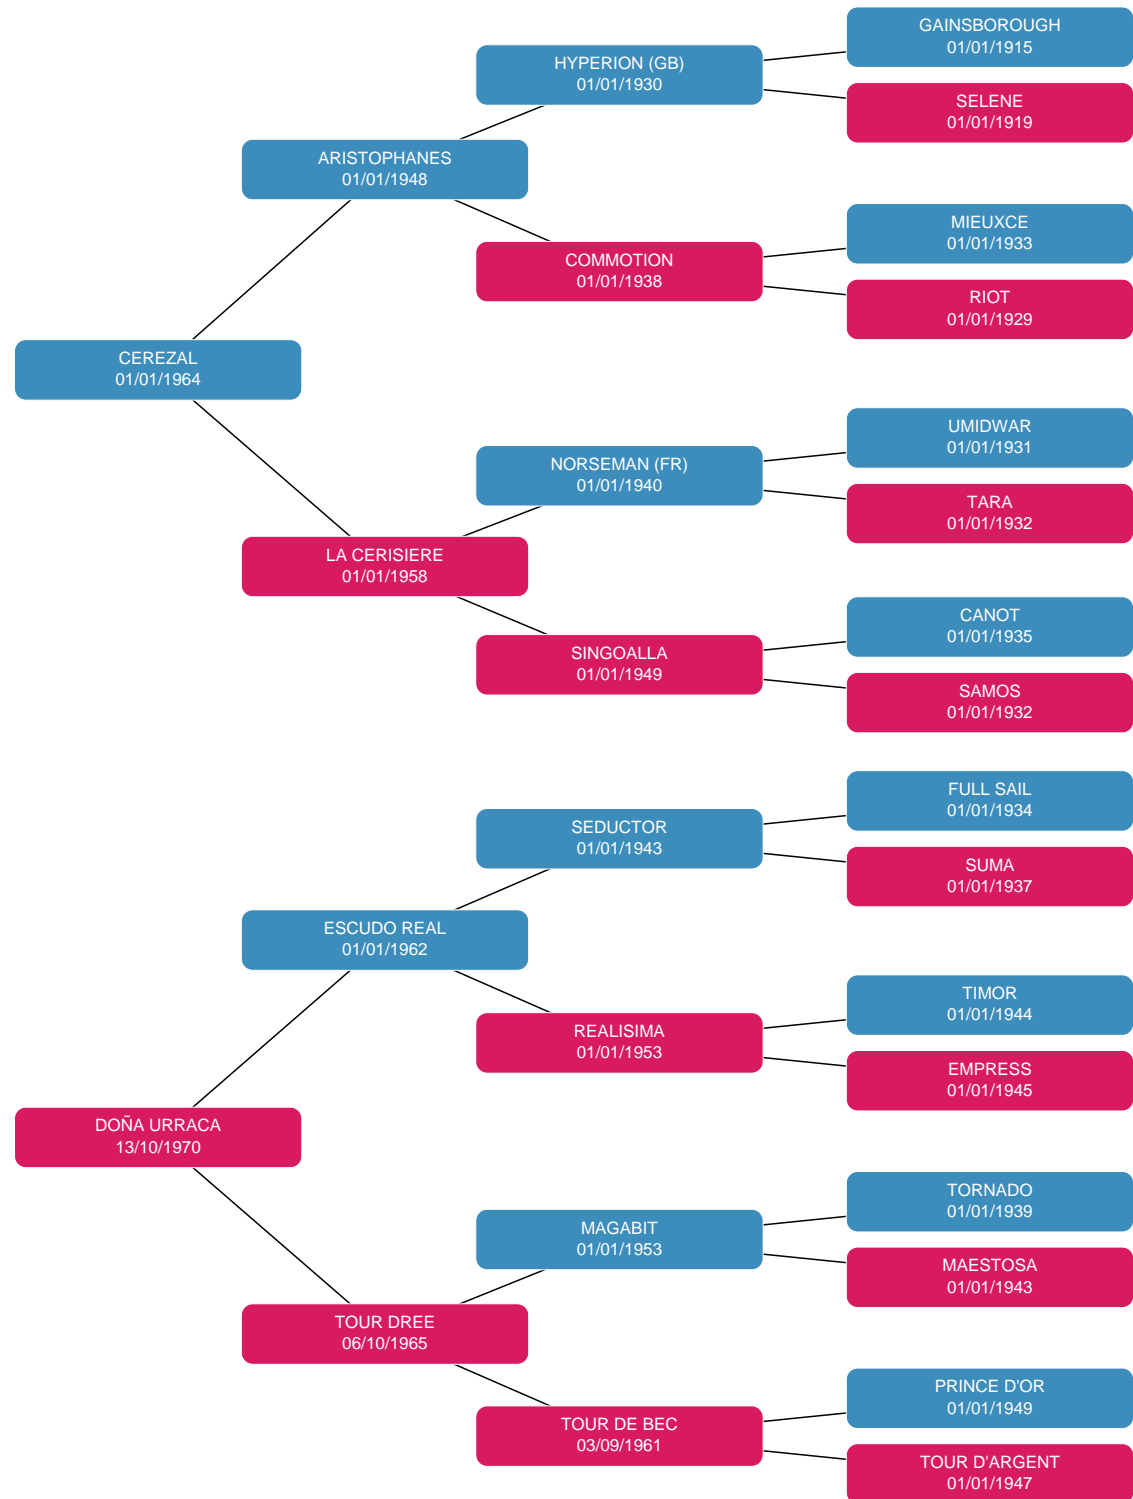 GAINSBOROUGH
01/01/1915
HYPERION (GB)
01/01/1930
SELENE
01/01/1919
ARISTOPHANES
01/01/1948
MIEUXCE
01/01/1933
COMMOTION
01/01/1938
RIOT
01/01/1929
CEREZAL
01/01/1964
UMIDWAR
01/01/1931
NORSEMAN (FR)
01/01/1940
TARA
01/01/1932
LA CERISIERE
01/01/1958
CANOT
01/01/1935
SINGOALLA
01/01/1949
SAMOS
01/01/1932
FULL SAIL
01/01/1934
SEDUCTOR
01/01/1943
SUMA
01/01/1937
ESCUDO REAL
01/01/1962
TIMOR
01/01/1944
REALISIMA
01/01/1953
EMPRESS
01/01/1945
DOÑA URRACA
13/10/1970
TORNADO
01/01/1939
MAGABIT
01/01/1953
MAESTOSA
01/01/1943
TOUR DREE
06/10/1965
PRINCE D'OR
01/01/1949
TOUR DE BEC
03/09/1961
TOUR D'ARGENT
01/01/1947